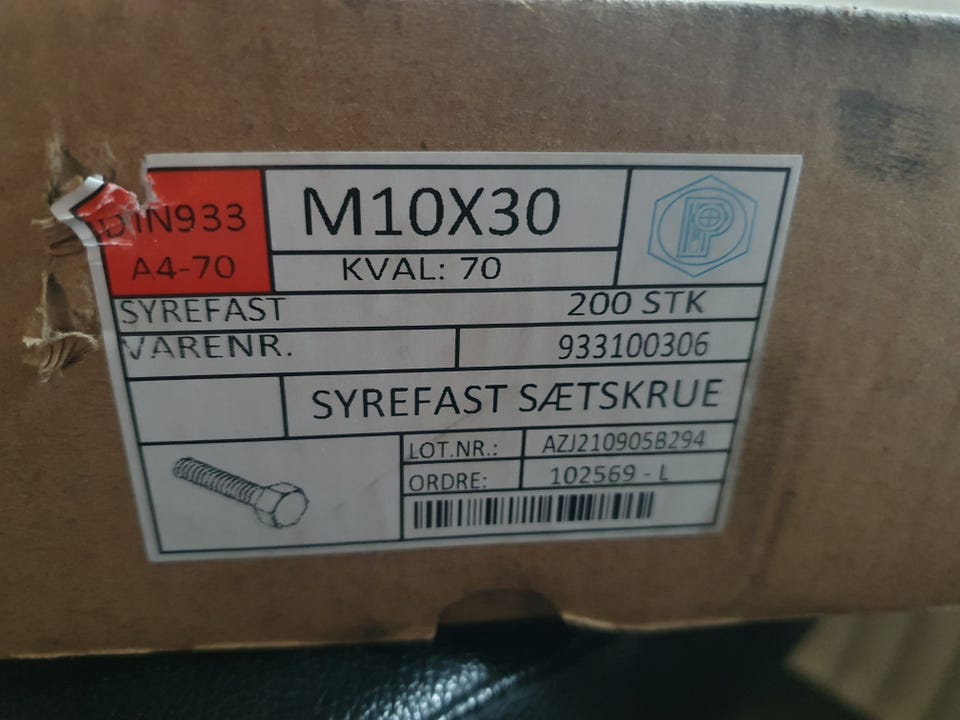 DIN933
A4-70
M10X30
KVAL: 70
SYREFAST 200 STK
VARENR. 933100306
SYREFAST SÆTSKRUE
LOT.NR.: AZJ210905B294
ORDRE: 102569 - L